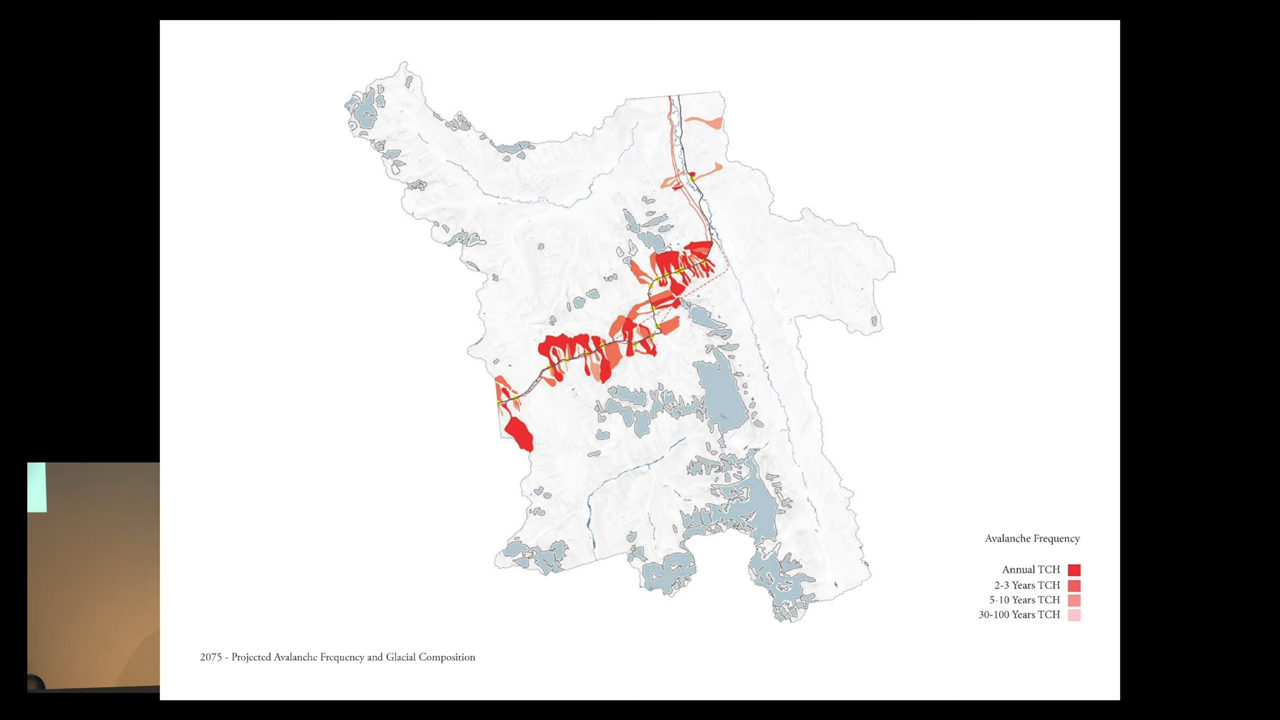 Avalanche Frequency
Annual TCH
2-3 Years TCH
5-10 Years TCH
30-100 Years TCH
2075 - Projected Avalanche Frequency and Glacial Composition